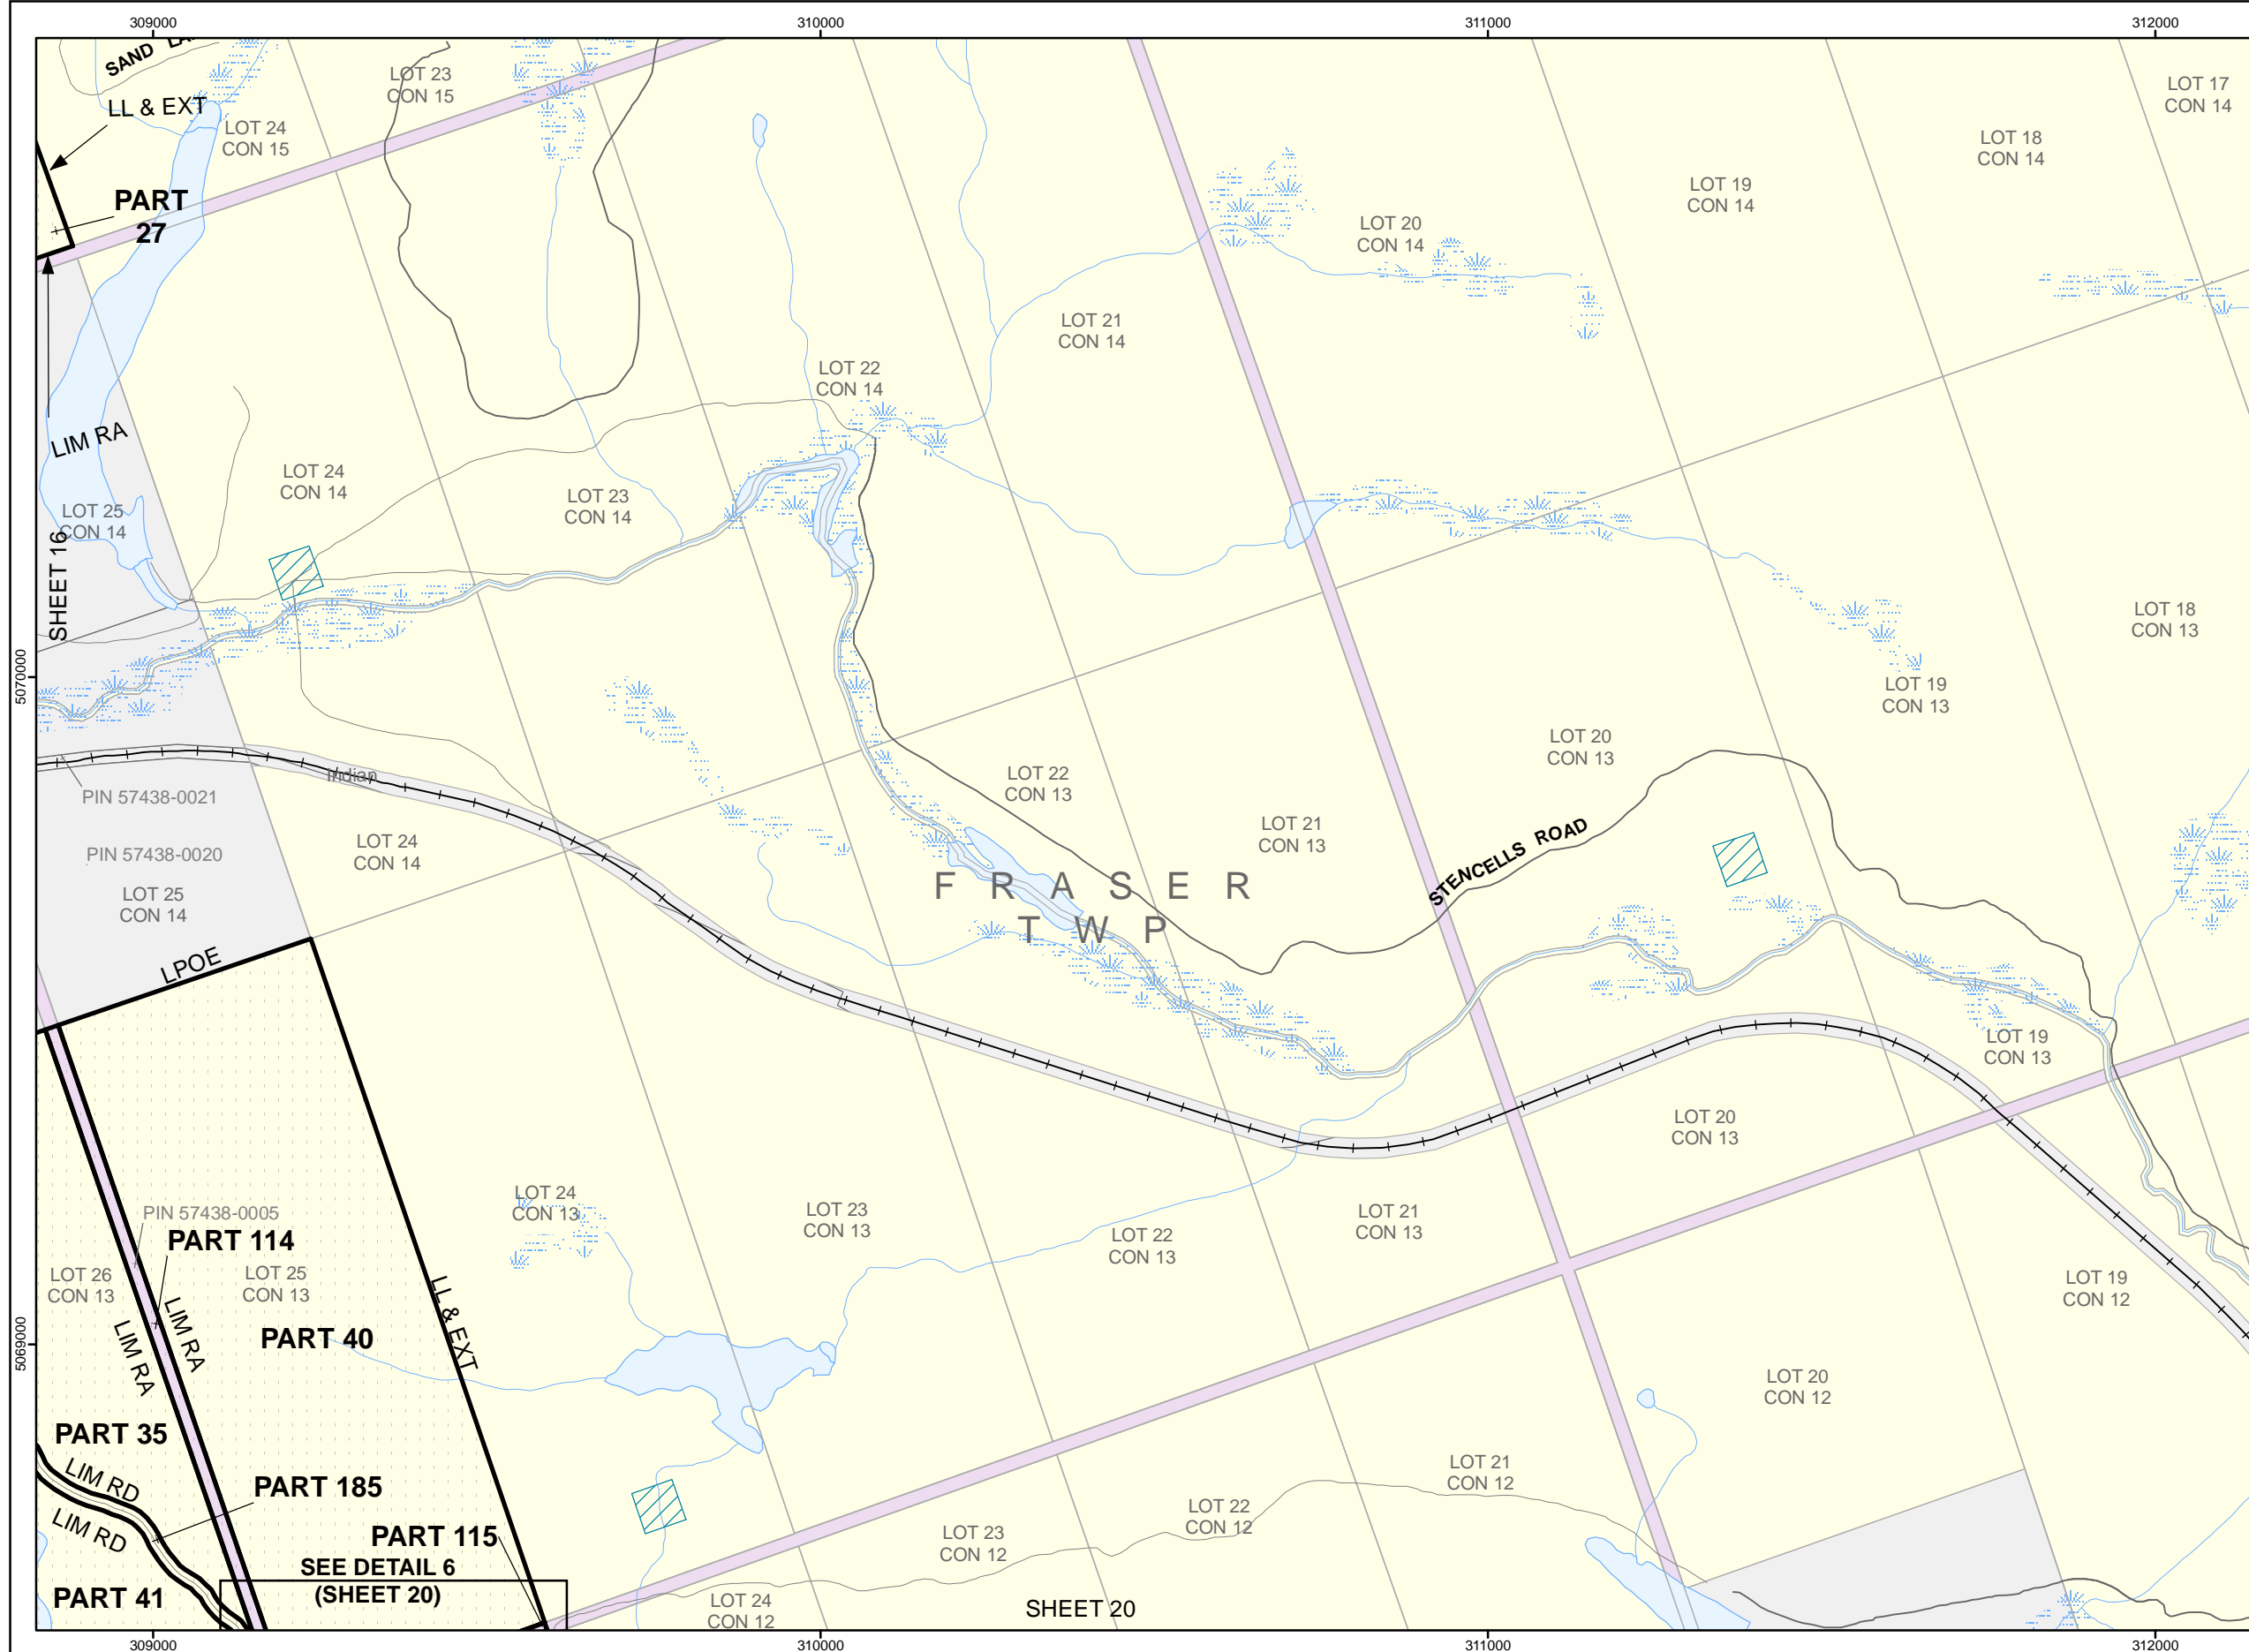 309000
310000
311000
312000
SAND
LL & EXT
LOT 23
CON 15
LOT 24
CON 15
LOT 17
CON 14
LOT 18
CON 14
LOT 19
CON 14
LOT 20
CON 14
PART
27
LOT 21
CON 14
LOT 22
CON 14
LIM RA
LOT 24
CON 14
LOT 23
CON 14
LOT 25
CON 14
SHEET 16
5070000
LOT 18
CON 13
LOT 19
CON 13
LOT 20
CON 13
LOT 22
CON 13
Indian
PIN 57438-0021
PIN 57438-0020
LOT 24
CON 14
LOT 21
CON 13
STENCELLS ROAD
FRASER
TWP
LOT 25
CON 14
LPOE
LOT 19
CON 13
LOT 20
CON 13
LOT 24
CON 13
LOT 23
CON 13
LOT 22
CON 13
LOT 21
CON 13
PIN 57438-0005
PART 114
LOT 26
CON 13
LOT 25
CON 13
LL & EXT
LOT 19
CON 12
LIM RA
LIM RA
PART 40
5069000
LOT 20
CON 12
PART 35
LIM RD
LIM RD
PART 185
LOT 21
CON 12
LOT 22
CON 12
LOT 23
CON 12
PART 115
SEE DETAIL 6
(SHEET 20)
PART 41
LOT 24
CON 12
SHEET 20
309000
310000
311000
312000